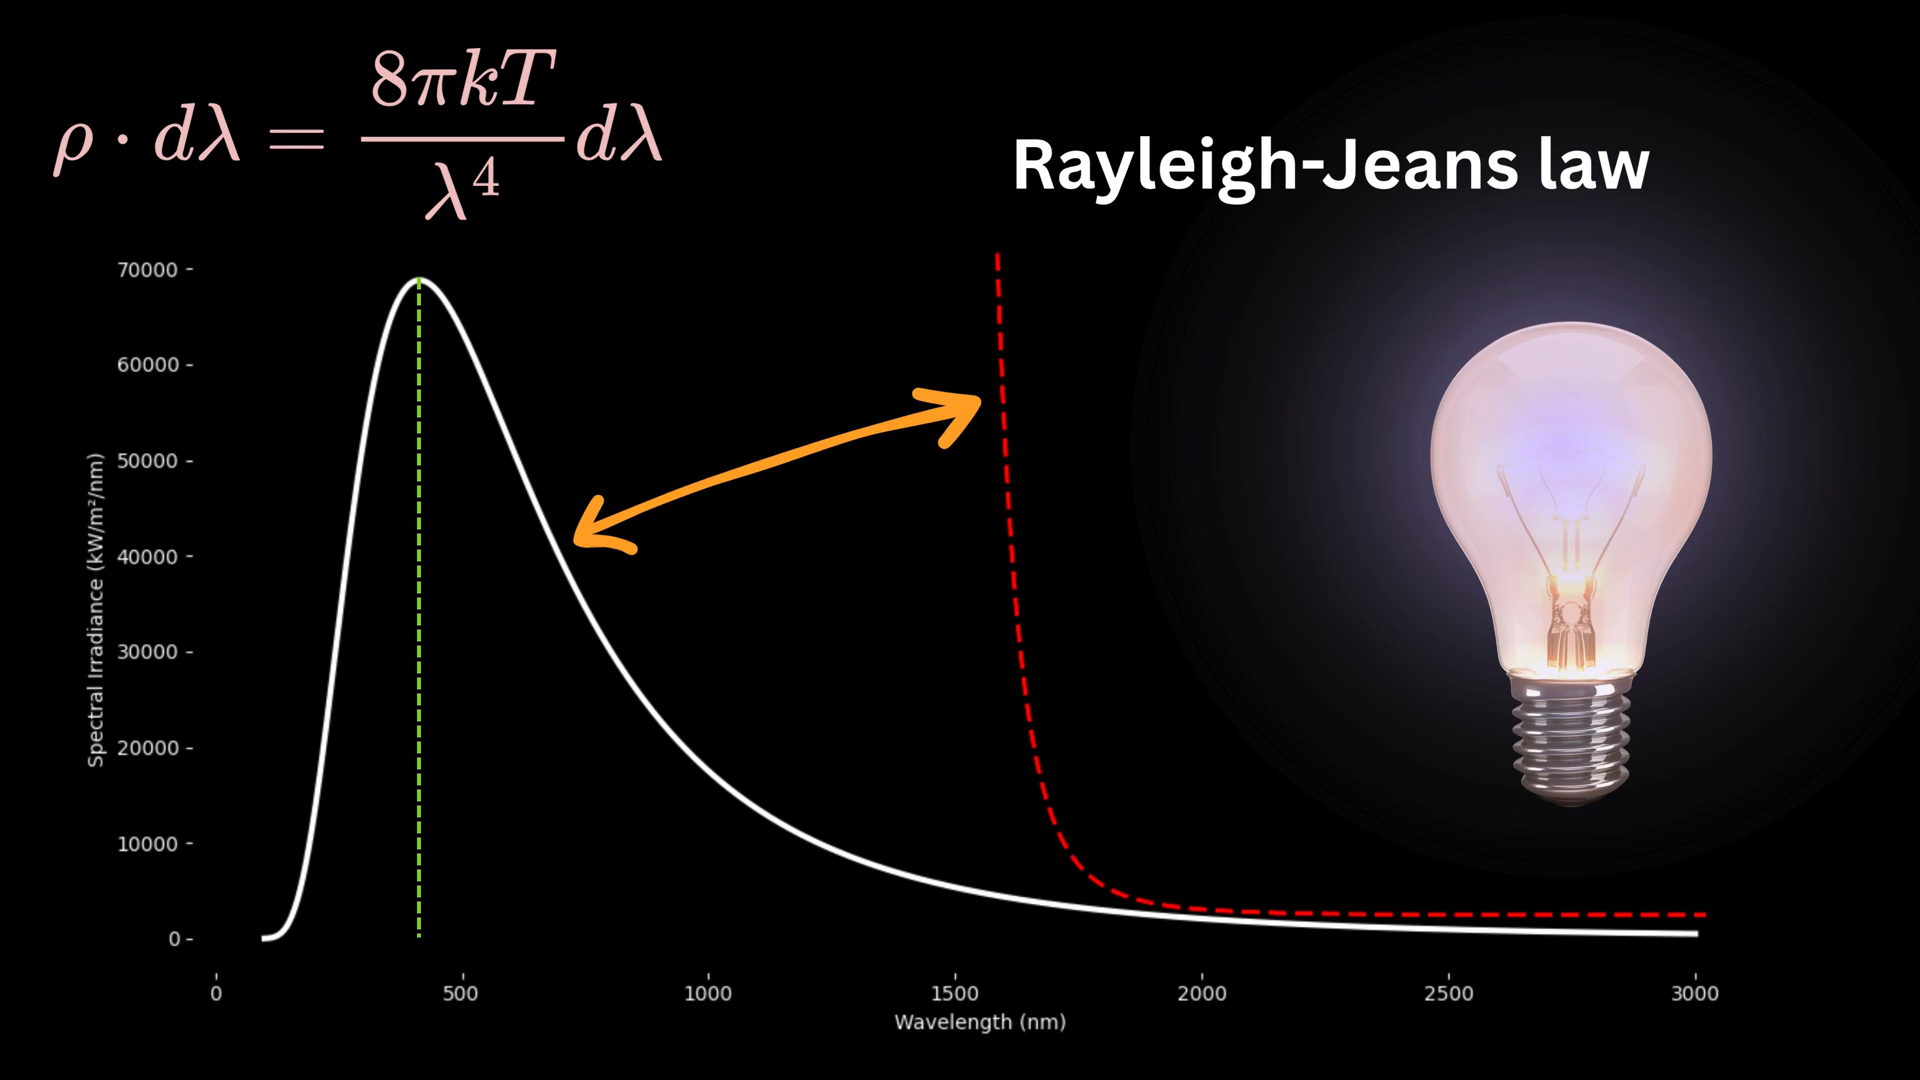 ρ · dλ = 8πkT/λ⁴ dλ
Rayleigh-Jeans law
70000
60000
50000
40000
30000
20000
10000
0
Spectral Irradiance (kW/m²/nm)
0 500 1000 1500 2000 2500 3000
Wavelength (nm)